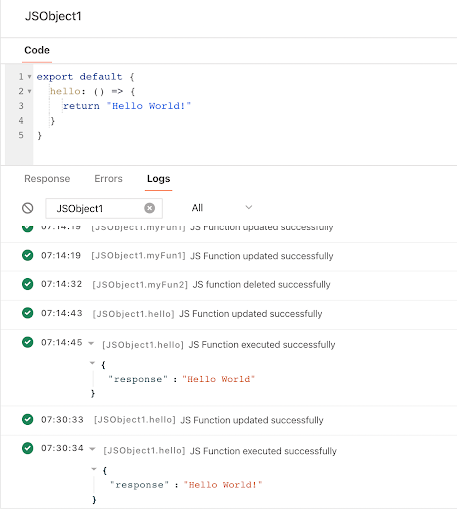 JSObject1
Code
1 export default {
2 hello: () => {
3 return "Hello World!"
4 }
5 }
Response Errors Logs
JSObject1 All
07:14:19 [JSObject1.myFun1] JS Function updated successfully
07:14:19 [JSObject1.myFun1] JS Function updated successfully
07:14:32 [JSObject1.myFun2] JS function deleted successfully
07:14:43 [JSObject1.hello] JS Function updated successfully
07:14:45 [JSObject1.hello] JS Function executed successfully
{
"response" : "Hello World"
}
07:30:33 [JSObject1.hello] JS Function updated successfully
07:30:34 [JSObject1.hello] JS Function executed successfully
{
"response" : "Hello World!"
}